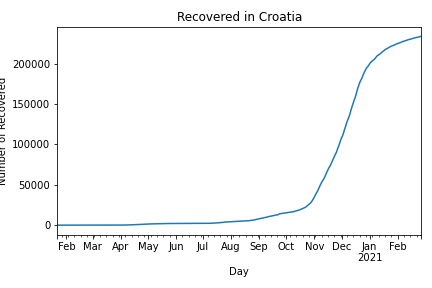 Recovered in Croatia
Number of Recovered
200000
150000
100000
50000
0
Feb Mar Apr May Jun Jul Aug Sep Oct Nov Dec Jan Feb
2021
Day